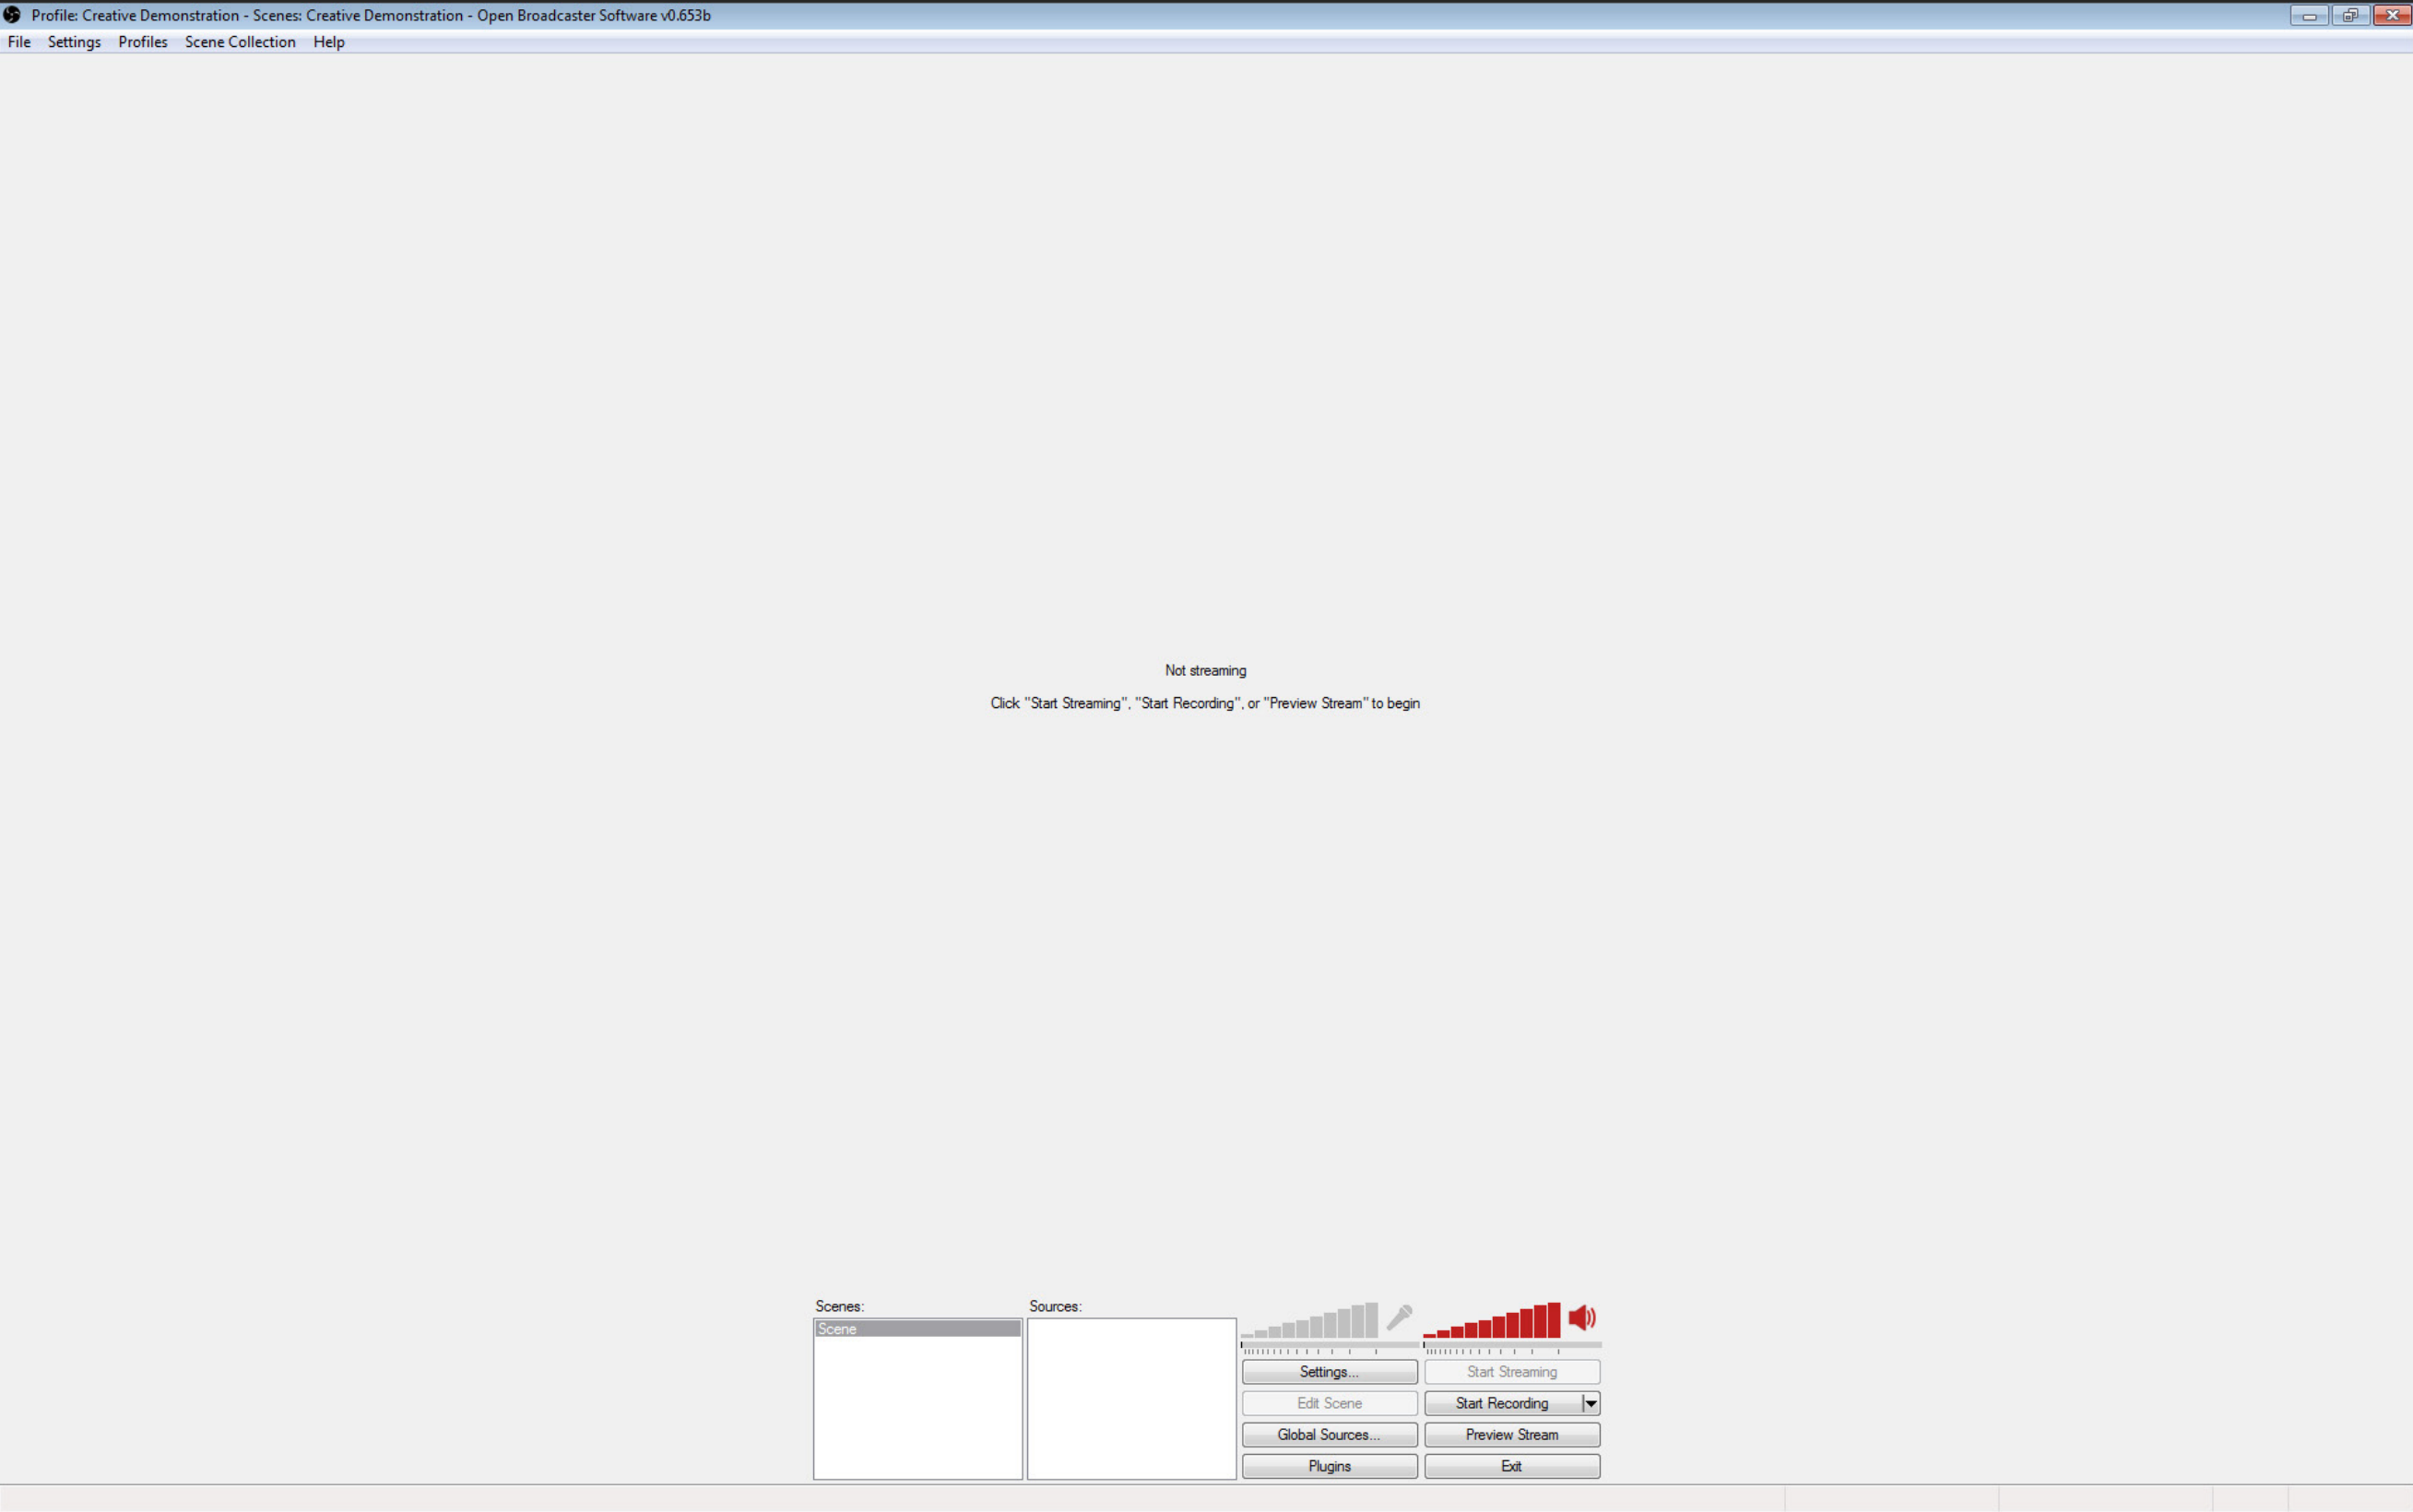 Profile: Creative Demonstration - Scenes: Creative Demonstration - Open Broadcaster Software v0.653b
File Settings Profiles Scene Collection Help
Not streaming
Click "Start Streaming", "Start Recording", or "Preview Stream" to begin
Scenes:
Scene
Sources:
Settings... Start Streaming
Edit Scene Start Recording
Global Sources... Preview Stream
Plugins Exit